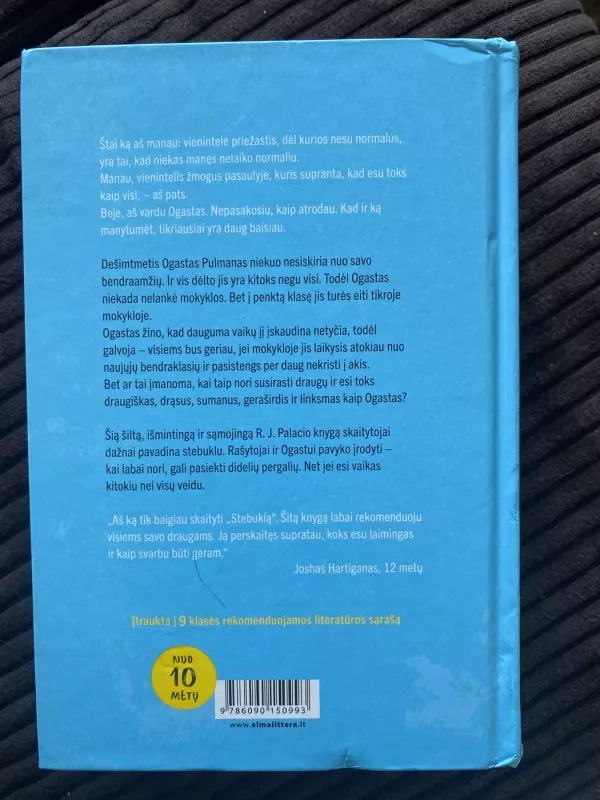 Štai ką aš manau: vienintelė priežastis, dėl kurios nesu normalus,
yra tai, kad niekas manęs nelaiko normaliu.
Manau, vienintelis žmogus pasaulyje, kuris supranta, kad esu toks
kaip visi, – aš pats.
Beje, aš vardu Ogastas. Nepasakosiu, kaip atrodau. Kad ir ką
manytumėt, tikriausiai yra daug baisiau.
Dešimtmetis Ogastas Pulmanas niekuo nesiskiria nuo savo
bendraamžių. Ir vis dėlto jis yra kitoks negu visi. Todėl Ogastas
niekada nelankė mokyklos. Bet į penktą klasę jis turės eiti tikroje
mokykloje.
Ogastas žino, kad dauguma vaikų jį įskaudina netyčia, todėl
galvoja – visiems bus geriau, jei mokykloje jis laikysis atokiau nuo
naujųjų bendraklasių ir pasistengs per daug nekristi į akis.
Bet ar tai įmanoma, kai taip nori susirasti draugų ir esi toks
draugiškas, drąsus, sumanus, geraširdis ir linksmas kaip Ogastas?
Šią šiltą, išmintingą ir sąmojingą R. J. Palacio knygą skaitytojai
dažnai pavadina stebuklu. Rašytojai ir Ogastui pavyko įrodyti –
kai labai nori, gali pasiekti didelių pergalių. Net jei esi vaikas
kitokiu nei visų veidu.
„Aš ką tik baigiau skaityti „Stebuklą“. Šitą knygą labai rekomenduoju
visiems savo draugams. Ją perskaitęs supratau, koks esu laimingas
ir kaip svarbu būti geram.“
Joshas Hartiganas, 12 metų
Įtraukta į 9 klasės rekomenduojamos literatūros sąrašą
NUO
10
METŲ
9 786090 150993
www.almalittera.lt